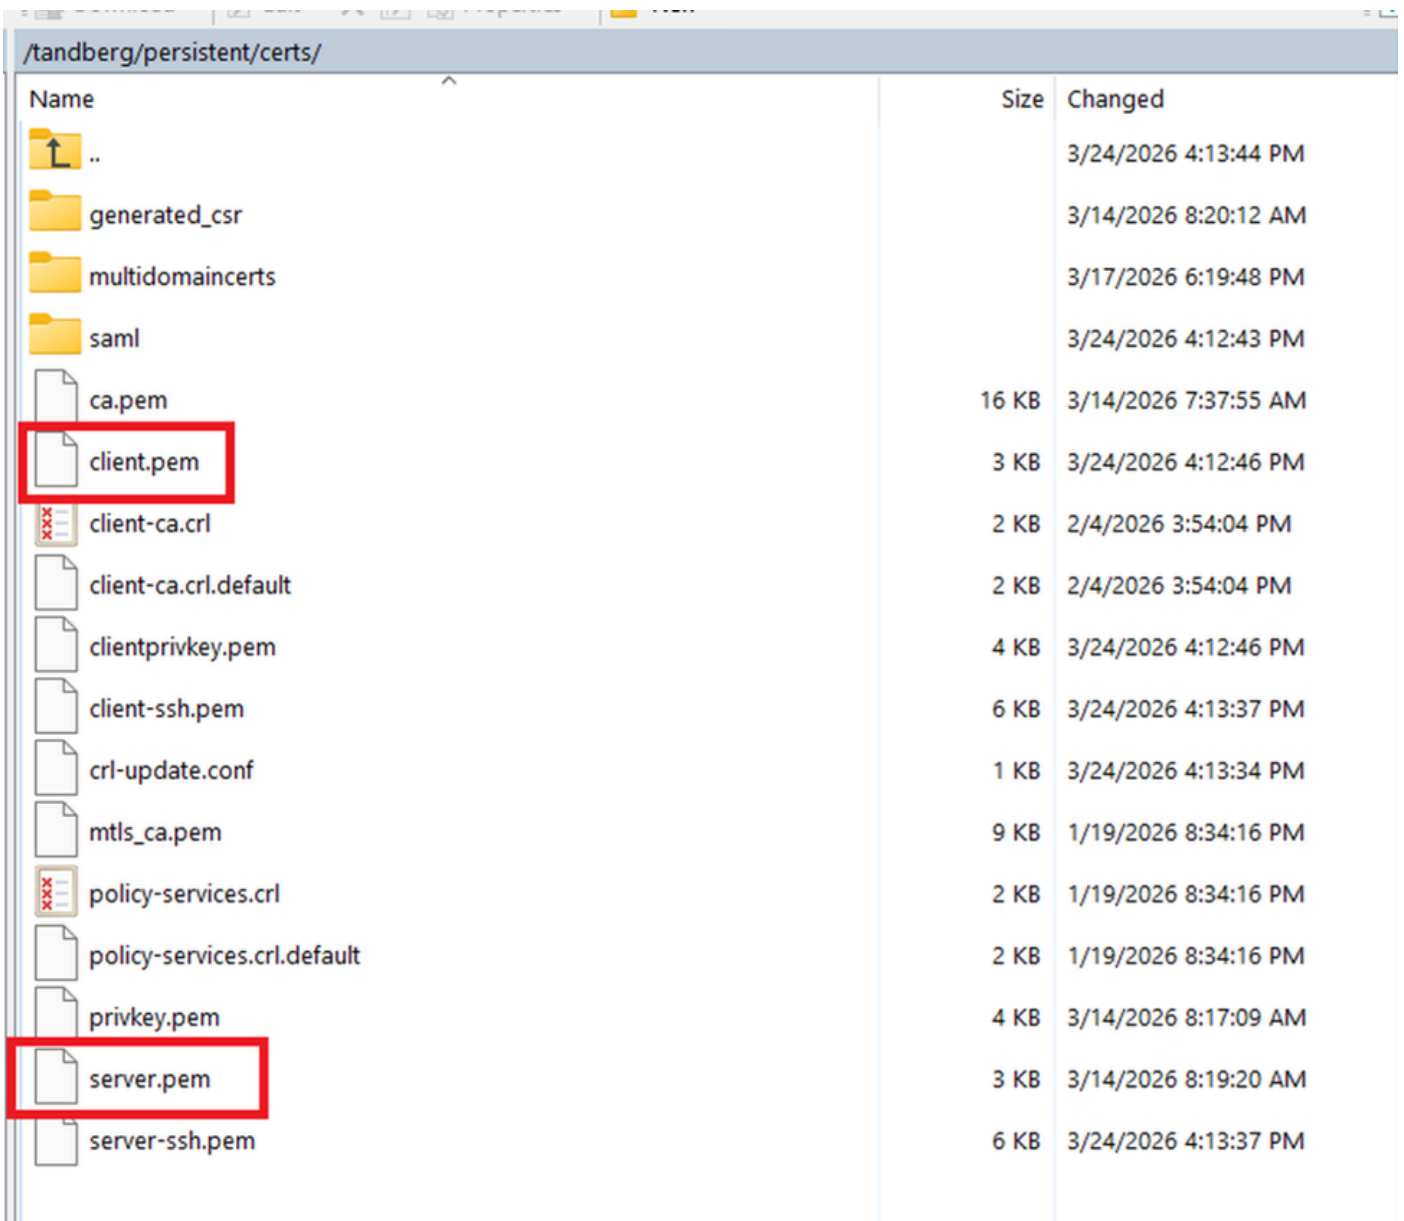 /tandberg/persistent/certs/
Name Size Changed
.. 3/24/2026 4:13:44 PM
generated_csr 3/14/2026 8:20:12 AM
multidomaincerts 3/17/2026 6:19:48 PM
saml 3/24/2026 4:12:43 PM
ca.pem 16 KB 3/14/2026 7:37:55 AM
client.pem 3 KB 3/24/2026 4:12:46 PM
client-ca.crl 2 KB 2/4/2026 3:54:04 PM
client-ca.crl.default 2 KB 2/4/2026 3:54:04 PM
clientprivkey.pem 4 KB 3/24/2026 4:12:46 PM
client-ssh.pem 6 KB 3/24/2026 4:13:37 PM
crl-update.conf 1 KB 3/24/2026 4:13:34 PM
mtls_ca.pem 9 KB 1/19/2026 8:34:16 PM
policy-services.crl 2 KB 1/19/2026 8:34:16 PM
policy-services.crl.default 2 KB 1/19/2026 8:34:16 PM
privkey.pem 4 KB 3/14/2026 8:17:09 AM
server.pem 3 KB 3/14/2026 8:19:20 AM
server-ssh.pem 6 KB 3/24/2026 4:13:37 PM